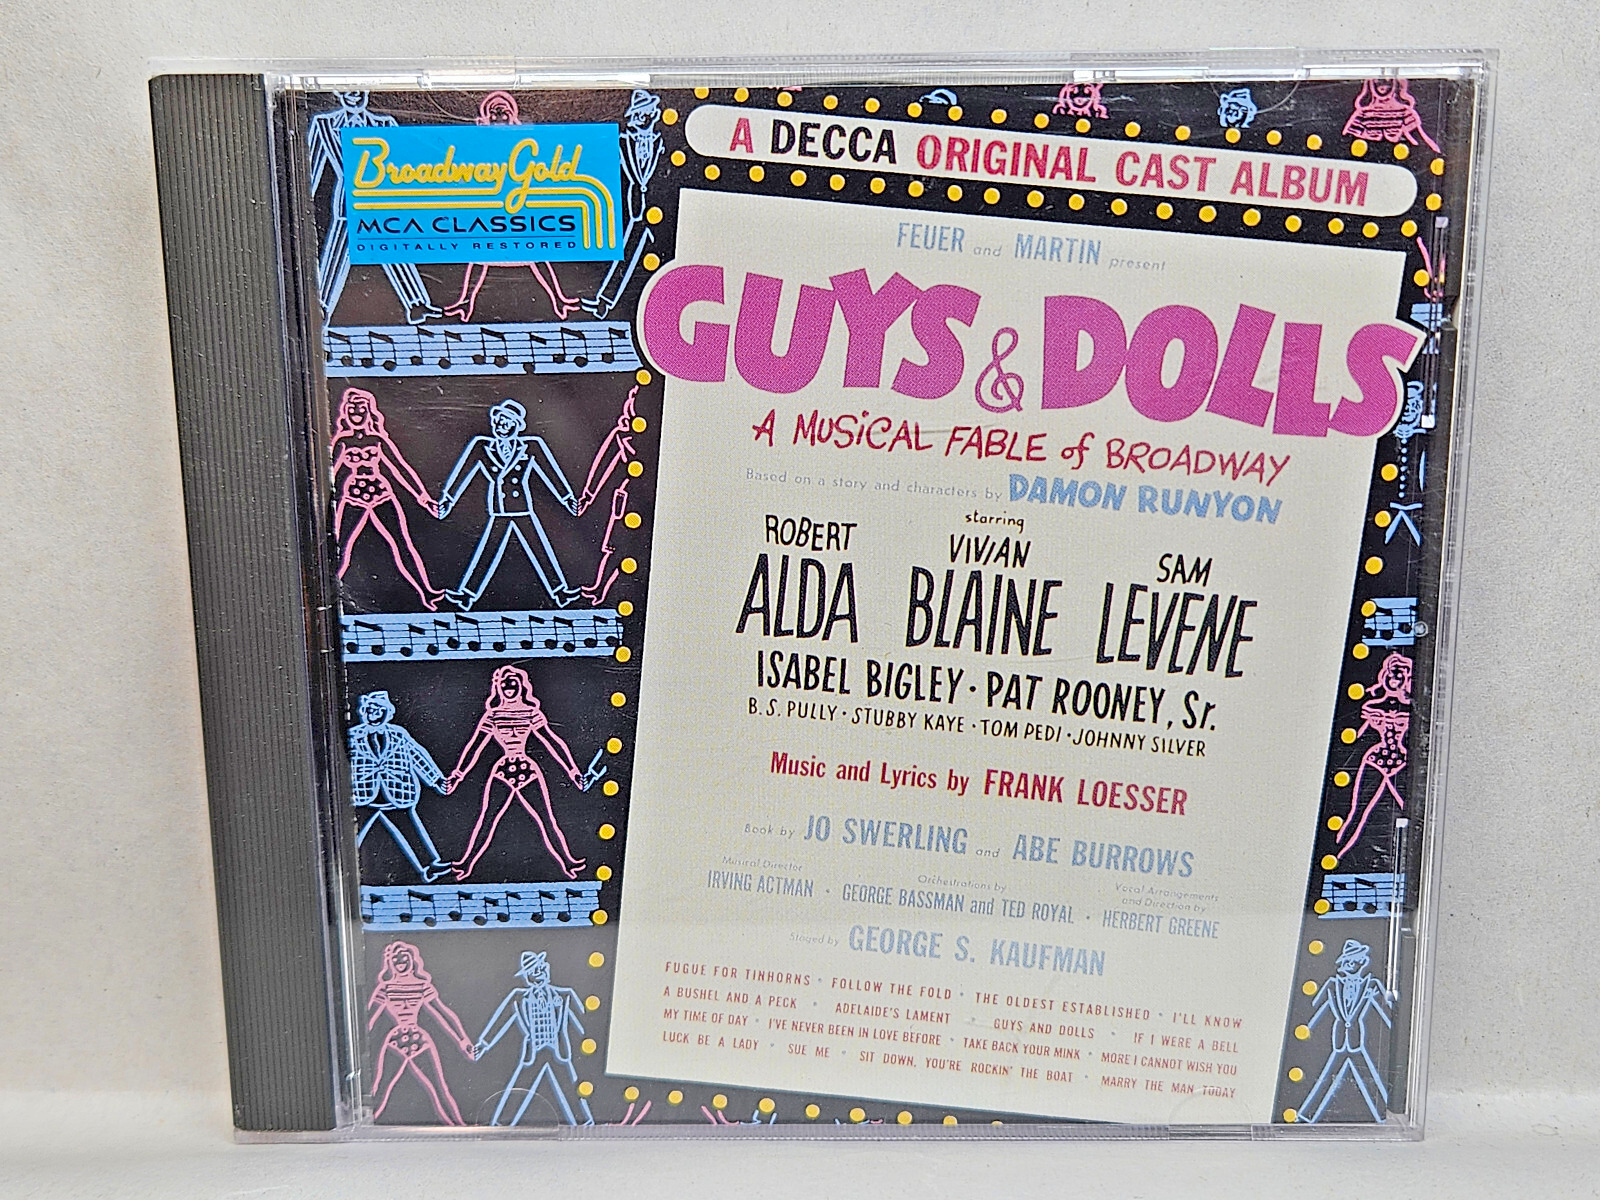 Broadway Gold
MCA CLASSICS
DIGITALLY RESTORED
A DECCA ORIGINAL CAST ALBUM
FEUER and MARTIN present
GUYS & DOLLS
A MUSICAL FABLE of BROADWAY
Based on a story and characters by DAMON RUNYON
starring
ROBERT ALDA
VIVIAN BLAINE
SAM LEVENE
ISABEL BIGLEY · PAT ROONEY, Sr.
B. S. PULLY · STUBBY KAYE · TOM PEDI · JOHNNY SILVER
Music and Lyrics by FRANK LOESSER
Book by JO SWERLING and ABE BURROWS
Musical Director
IRVING ACTMAN ·
Orchestrations by
GEORGE BASSMAN and TED ROYAL ·
Vocal Arrangements
and Direction by
HERBERT GREENE
Staged by GEORGE S. KAUFMAN
FUGUE FOR TINHORNS · FOLLOW THE FOLD · THE OLDEST ESTABLISHED · I'LL KNOW
A BUSHEL AND A PECK · ADELAIDE'S LAMENT · GUYS AND DOLLS · IF I WERE A BELL
MY TIME OF DAY · I'VE NEVER BEEN IN LOVE BEFORE · TAKE BACK YOUR MINK · MORE I CANNOT WISH YOU
LUCK BE A LADY · SUE ME · SIT DOWN, YOU'RE ROCKIN' THE BOAT · MARRY THE MAN TODAY